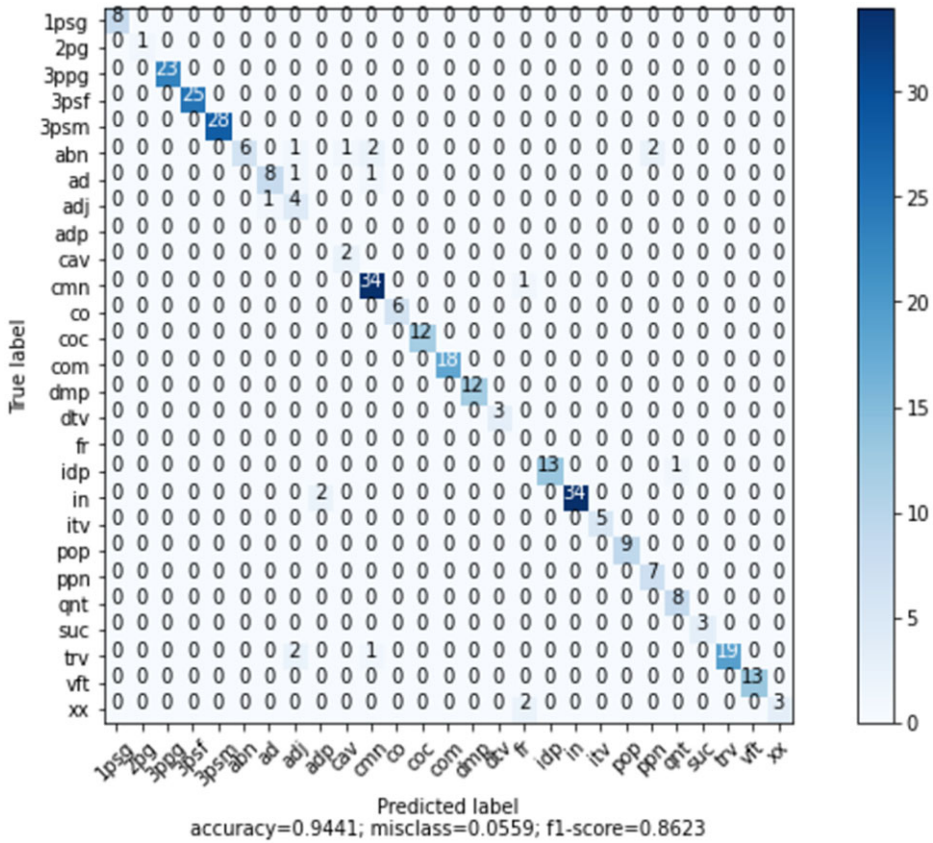 1psg 8 0 0 0 0 0 0 0 0 0 0 0 0 0 0 0 0 0 0 0 0 0 0 0 0 0 0
2pg 0 1 0 0 0 0 0 0 0 0 0 0 0 0 0 0 0 0 0 0 0 0 0 0 0 0 0
3ppg 0 0 23 0 0 0 0 0 0 0 0 0 0 0 0 0 0 0 0 0 0 0 0 0 0 0 0
3psf 0 0 0 25 0 0 0 0 0 0 0 0 0 0 0 0 0 0 0 0 0 0 0 0 0 0 0
3psm 0 0 0 0 28 0 0 0 0 0 0 0 0 0 0 0 0 0 0 0 0 0 0 0 0 0 0
abn 0 0 0 0 0 6 0 1 0 1 2 0 0 0 0 0 0 0 0 0 0 2 0 0 0 0 0
ad 0 0 0 0 0 0 8 1 0 0 1 0 0 0 0 0 0 0 0 0 0 0 0 0 0 0 0
adj 0 0 0 0 0 0 1 4 0 0 0 0 0 0 0 0 0 0 0 0 0 0 0 0 0 0 0
adp 0 0 0 0 0 0 0 0 0 0 0 0 0 0 0 0 0 0 0 0 0 0 0 0 0 0 0
cav 0 0 0 0 0 0 0 0 0 2 0 0 0 0 0 0 0 0 0 0 0 0 0 0 0 0 0
cmn 0 0 0 0 0 0 0 0 0 0 34 0 0 0 0 0 1 0 0 0 0 0 0 0 0 0 0
co 0 0 0 0 0 0 0 0 0 0 0 6 0 0 0 0 0 0 0 0 0 0 0 0 0 0 0
coc 0 0 0 0 0 0 0 0 0 0 0 0 12 0 0 0 0 0 0 0 0 0 0 0 0 0 0
com 0 0 0 0 0 0 0 0 0 0 0 0 0 18 0 0 0 0 0 0 0 0 0 0 0 0 0
dmp 0 0 0 0 0 0 0 0 0 0 0 0 0 0 12 0 0 0 0 0 0 0 0 0 0 0 0
dtv 0 0 0 0 0 0 0 0 0 0 0 0 0 0 0 3 0 0 0 0 0 0 0 0 0 0 0
fr 0 0 0 0 0 0 0 0 0 0 0 0 0 0 0 0 0 0 0 0 0 0 0 0 0 0 0
idp 0 0 0 0 0 0 0 0 0 0 0 0 0 0 0 0 0 13 0 0 0 0 1 0 0 0 0
in 0 0 0 0 0 0 0 0 2 0 0 0 0 0 0 0 0 0 34 0 0 0 0 0 0 0 0
itv 0 0 0 0 0 0 0 0 0 0 0 0 0 0 0 0 0 0 0 5 0 0 0 0 0 0 0
pop 0 0 0 0 0 0 0 0 0 0 0 0 0 0 0 0 0 0 0 0 9 0 0 0 0 0 0
ppn 0 0 0 0 0 0 0 0 0 0 0 0 0 0 0 0 0 0 0 0 0 7 0 0 0 0 0
qnt 0 0 0 0 0 0 0 0 0 0 0 0 0 0 0 0 0 0 0 0 0 0 8 0 0 0 0
suc 0 0 0 0 0 0 0 0 0 0 0 0 0 0 0 0 0 0 0 0 0 0 0 3 0 0 0
trv 0 0 0 0 0 0 0 2 0 0 1 0 0 0 0 0 0 0 0 0 0 0 0 0 19 0 0
vft 0 0 0 0 0 0 0 0 0 0 0 0 0 0 0 0 0 0 0 0 0 0 0 0 0 13 0
xx 0 0 0 0 0 0 0 0 0 0 0 0 0 0 0 0 2 0 0 0 0 0 0 0 0 0 3
True label
1psg 2pg 3ppg 3psf 3psm abn ad adj adp cav cmn co coc com dmp dtv fr idp in itv pop ppn qnt suc trv vft xx
Predicted label
accuracy=0.9441; misclass=0.0559; f1-score=0.8623
30
25
20
15
10
5
0